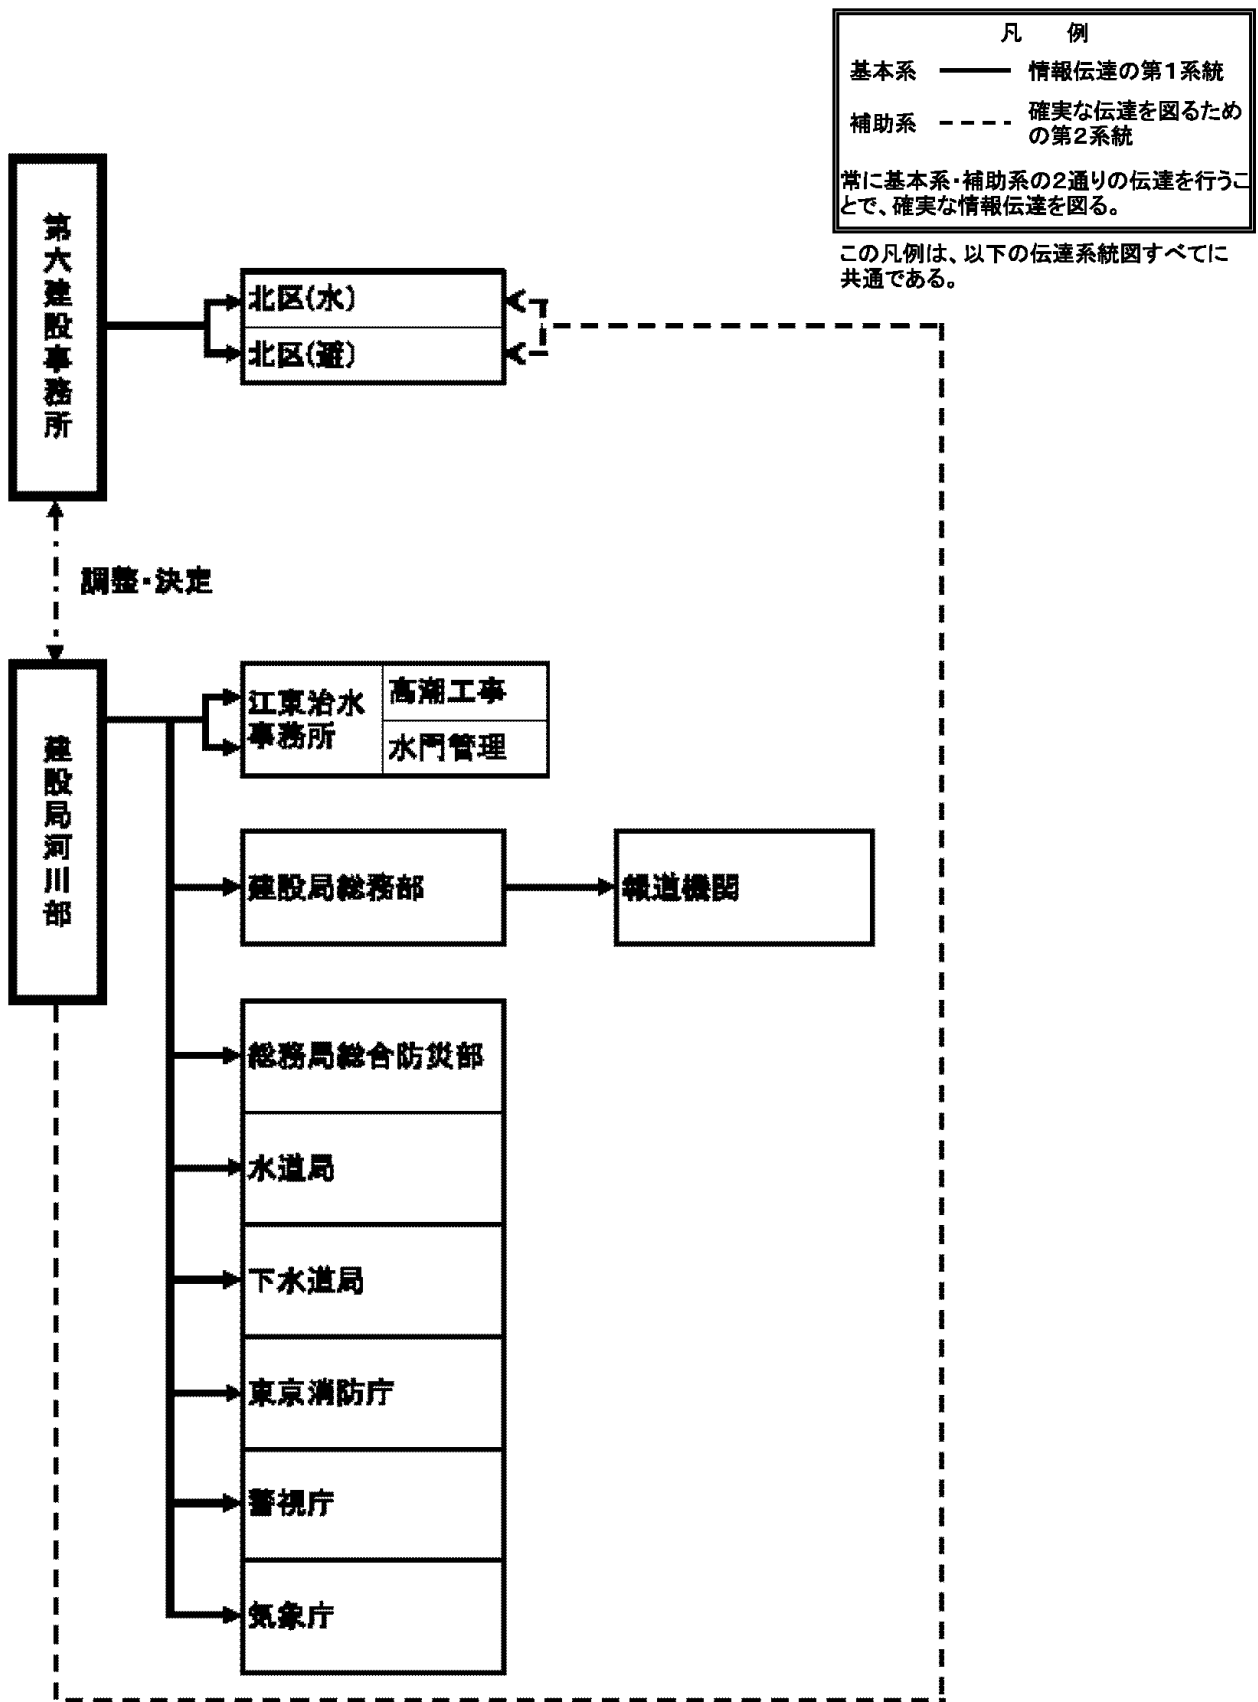 凡　例
基本系 情報伝達の第1系統
補助系 確実な伝達を図るため
の第2系統
常に基本系・補助系の2通りの伝達を行うこ
とで、確実な情報伝達を図る。
この凡例は、以下の伝達系統図すべてに
共通である。
第六建設事務所
北区(水)
北区(避)
調整・決定
建設局河川部
江東治水
事務所
高潮工事
水門管理
建設局総務部
報道機関
総務局総合防災部
水道局
下水道局
東京消防庁
警視庁
気象庁